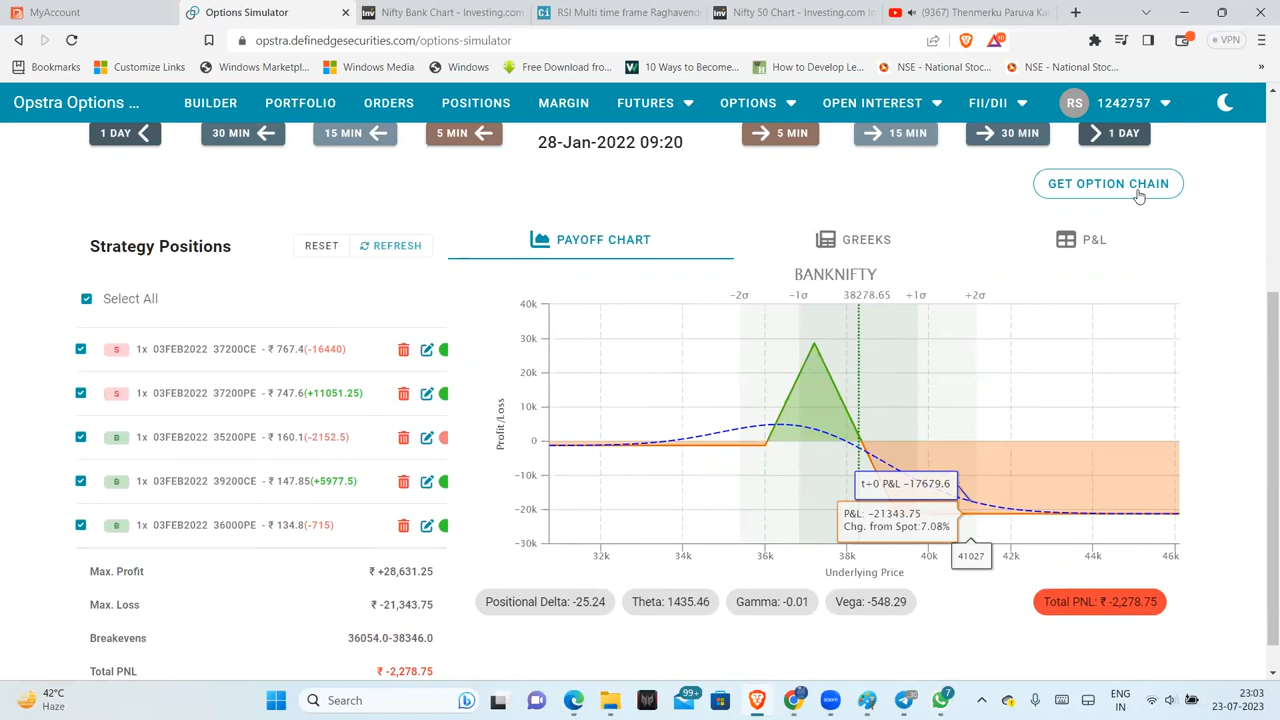 MyAccount
Options Simulator
Nifty Bank Chart - Investing.com
RSI Multi time frame Raghavend
Nifty 50 Chart - Investing.com In
(9367) Thenmerku Paruva Ka
opstra.definedgesecurities.com/options-simulator
VPN
Bookmarks
Customize Links
Windows Marketpl...
Windows Media
Windows
Free Download fro...
10 Ways to Become...
How to Develop Le...
NSE - National Stoc...
NSE - National Stoc...
Opstra Options ...
BUILDER
PORTFOLIO
ORDERS
POSITIONS
MARGIN
FUTURES
OPTIONS
OPEN INTEREST
FII/DII
RS
1242757
1 DAY
30 MIN
15 MIN
5 MIN
28-Jan-2022 09:20
5 MIN
15 MIN
30 MIN
1 DAY
GET OPTION CHAIN
Strategy Positions
RESET
REFRESH
PAYOFF CHART
GREEKS
P&L
Select All
S 1x 03FEB2022 37200CE - ₹ 767.4(-16440)
S 1x 03FEB2022 37200PE - ₹ 747.6(+11051.25)
B 1x 03FEB2022 35200PE - ₹ 160.1(-2152.5)
B 1x 03FEB2022 39200CE - ₹ 147.85(+5977.5)
B 1x 03FEB2022 36000PE - ₹ 134.8(-715)
Max. Profit ₹ +28,631.25
Max. Loss ₹ -21,343.75
Breakevens 36054.0-38346.0
Total PNL ₹ -2,278.75
BANKNIFTY
−2σ −1σ 38278.65 +1σ +2σ
40k
30k
20k
10k
0
−10k
−20k
−30k
Profit/Loss
t+0 P&L −17679.6
P&L: −21343.75
Chg. from Spot:7.08%
32k 34k 36k 38k 40k 42k 44k 46k
41027
Underlying Price
Positional Delta: -25.24
Theta: 1435.46
Gamma: -0.01
Vega: -548.29
Total PNL: ₹ -2,278.75
42°C
Haze
Search
99+
zoom
30
7
ENG
IN
23:03
23-07-2023